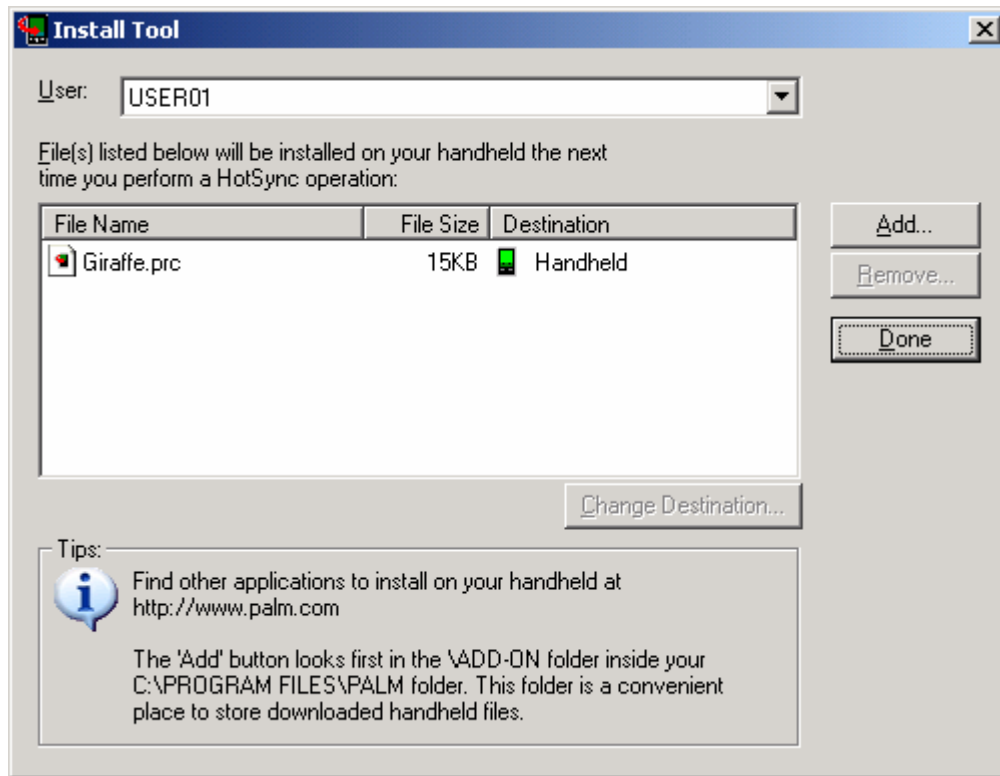 Install Tool
User:
USER01
File(s) listed below will be installed on your handheld the next
time you perform a HotSync operation:
File Name File Size Destination
Giraffe.prc 15KB Handheld
Add...
Remove...
Done
Change Destination...
Tips:
Find other applications to install on your handheld at
http://www.palm.com
The 'Add' button looks first in the \ADD-ON folder inside your
C:\PROGRAM FILES\PALM folder. This folder is a convenient
place to store downloaded handheld files.